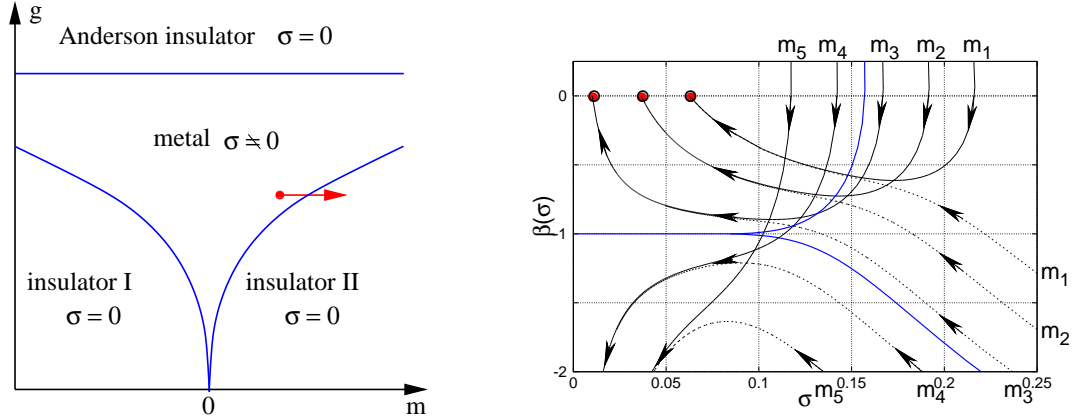 g
Anderson insulator σ = 0
metal σ ≠ 0
insulator I
σ = 0
insulator II
σ = 0
0
m
m5 m4 m3 m2 m1
0
β(σ)
-1
-2
m1
m2
0 0.05 0.1 0.15 0.2 0.25
σ m5 m4 m3